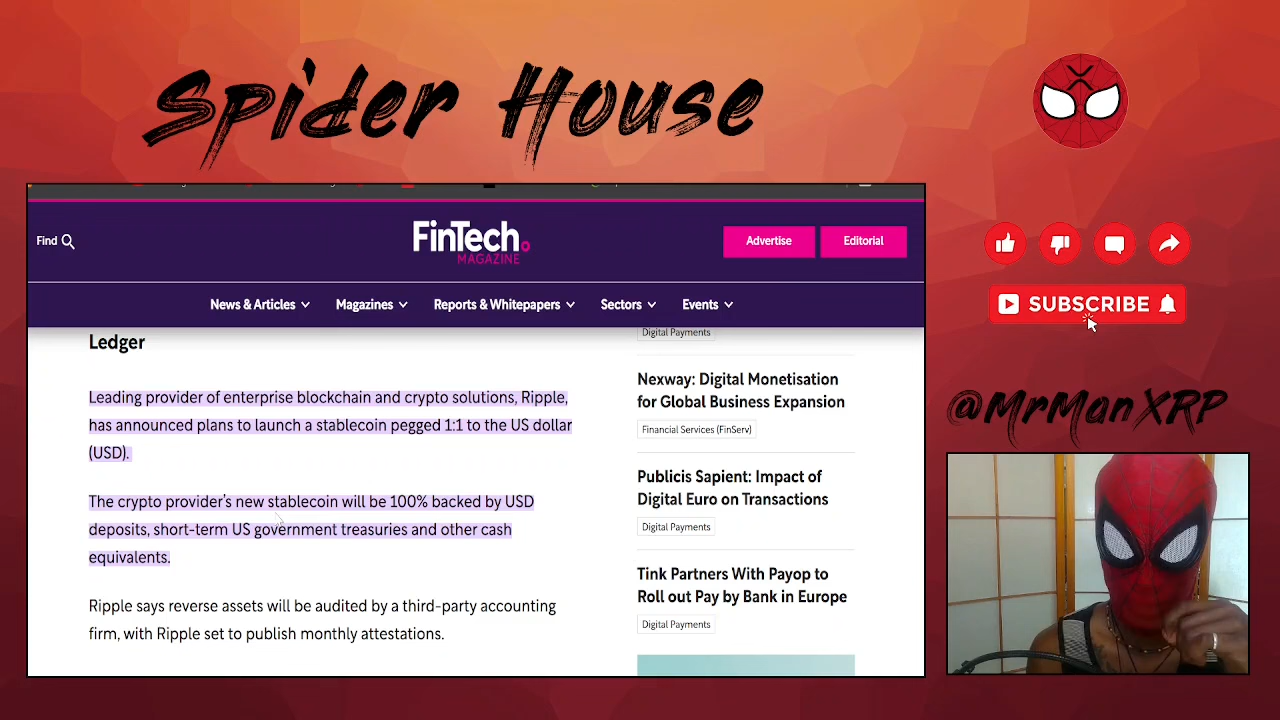 Spider House
Find
FinTech
MAGAZINE
Advertise
Editorial
News & Articles
Magazines
Reports & Whitepapers
Sectors
Events
Ledger
Leading provider of enterprise blockchain and crypto solutions, Ripple,
has announced plans to launch a stablecoin pegged 1:1 to the US dollar
(USD).
The crypto provider's new stablecoin will be 100% backed by USD
deposits, short-term US government treasuries and other cash
equivalents.
Ripple says reverse assets will be audited by a third-party accounting
firm, with Ripple set to publish monthly attestations.
Digital Payments
Nexway: Digital Monetisation
for Global Business Expansion
Financial Services (FinServ)
Publicis Sapient: Impact of
Digital Euro on Transactions
Digital Payments
Tink Partners With Payop to
Roll out Pay by Bank in Europe
Digital Payments
SUBSCRIBE
@MrManXRP